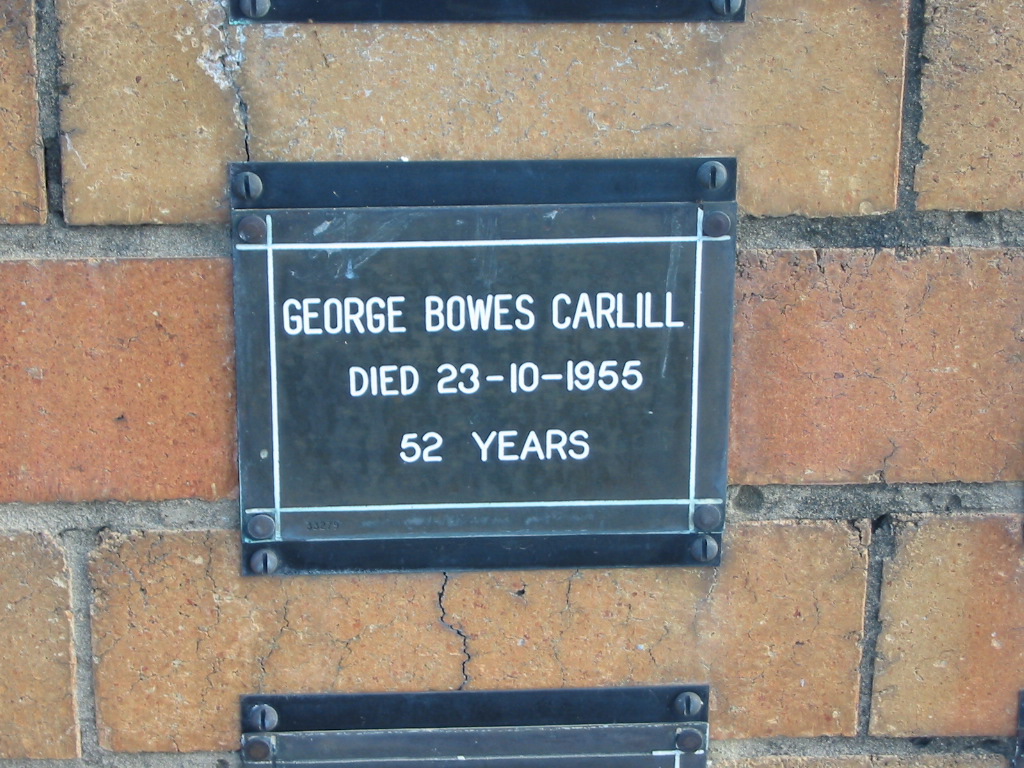 GEORGE BOWES CARLILL
DIED 23-10-1955
52 YEARS